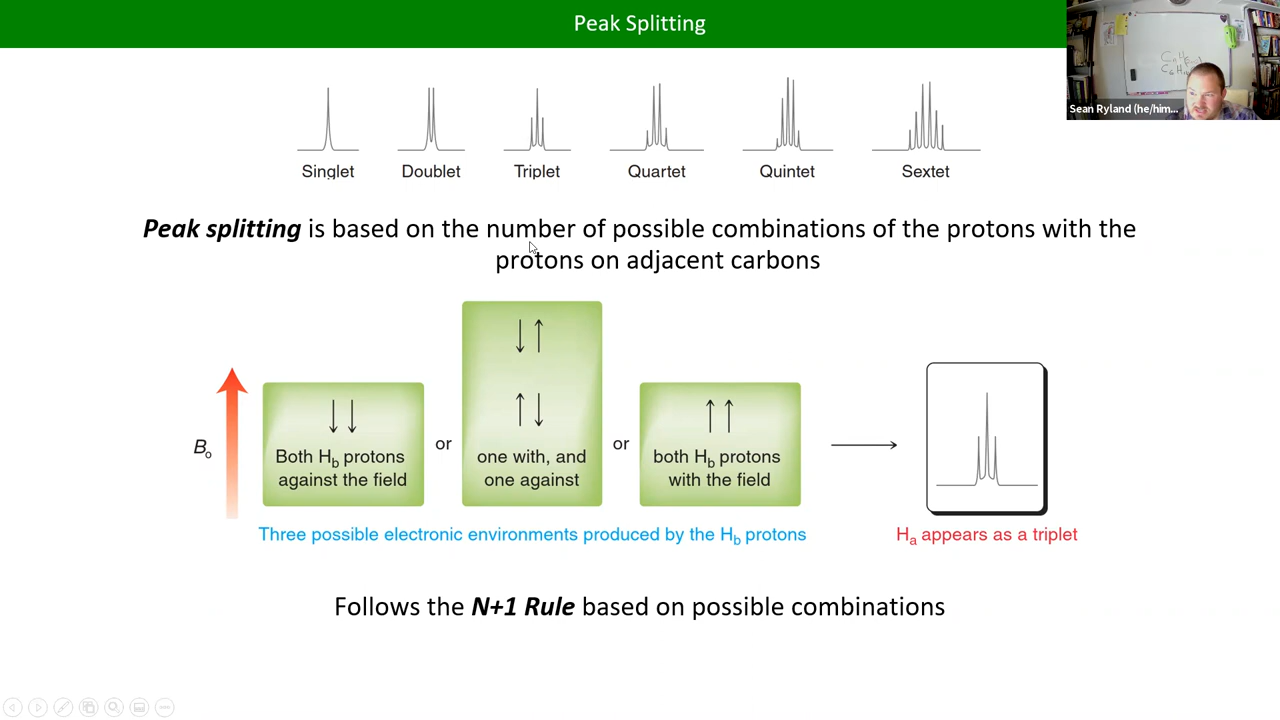 Peak Splitting
Sean Ryland (he/him...
Singlet
Doublet
Triplet
Quartet
Quintet
Sextet
Peak splitting is based on the number of possible combinations of the protons with the
protons on adjacent carbons
Bo
Both Hb protons
against the field
or
one with, and
one against
or
both Hb protons
with the field
Three possible electronic environments produced by the Hb protons
Ha appears as a triplet
Follows the N+1 Rule based on possible combinations